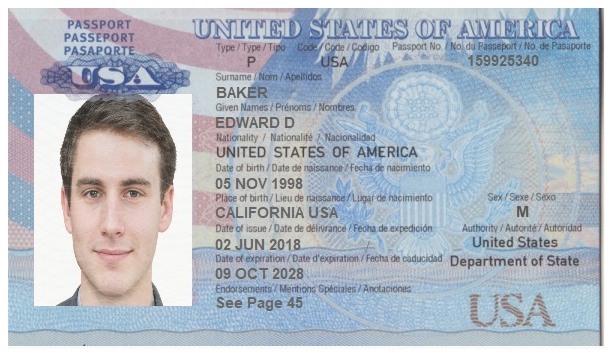 PASSPORT
PASSEPORT
PASAPORTE
USA
UNITED STATES OF AMERICA
Type / Type / Tipo Code / Code / Codigo Passport No. / No. du Passeport / No. de Pasaporte
P USA 159925340
Surname / Nom / Apellidos
BAKER
Given Names / Prénoms / Nombres
EDWARD D
Nationality / Nationalité / Nacionalidad
UNITED STATES OF AMERICA
Date of birth / Date de naissance / Fecha de nacimiento
05 NOV 1998
Place of birth / Lieu de naissance / Lugar de nacimiento Sex / Sexe / Sexo
CALIFORNIA USA M
Date of issue / Date de délivrance / Fecha de expedición Authority / Autorité / Autoridad
02 JUN 2018 United States
Date of expiration / Date d'expiration / Fecha de caducidad Department of State
09 OCT 2028
Endorsements / Mentions Spéciales / Anotaciones
See Page 45
USA